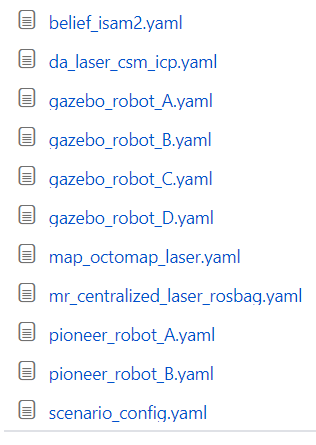 belief_isam2.yaml
da_laser_csm_icp.yaml
gazebo_robot_A.yaml
gazebo_robot_B.yaml
gazebo_robot_C.yaml
gazebo_robot_D.yaml
map_octomap_laser.yaml
mr_centralized_laser_rosbag.yaml
pioneer_robot_A.yaml
pioneer_robot_B.yaml
scenario_config.yaml